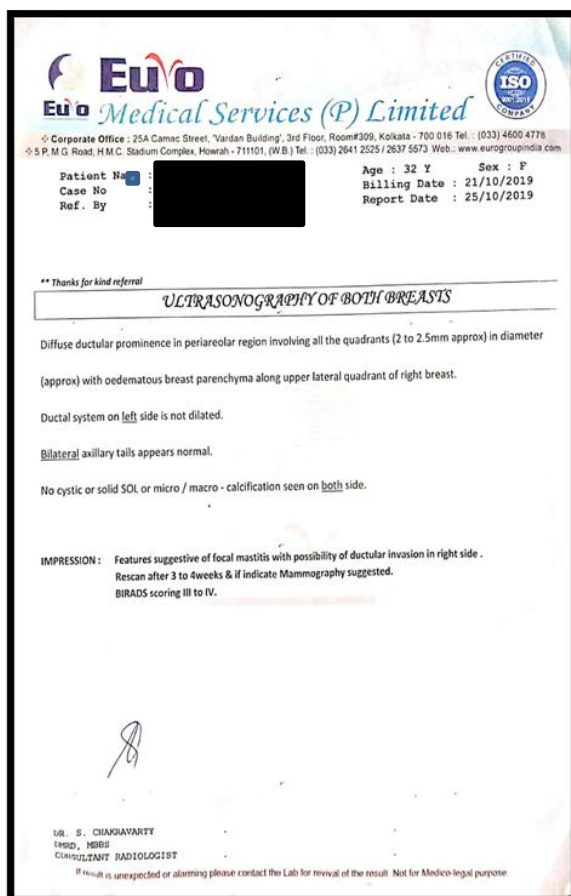 Euro
Euro Medical Services (P) Limited
CERTIFIED
ISO
9001:2015
COMPANY
Corporate Office : 25A Camac Street, 'Vardan Building', 3rd Floor, Room#309, Kolkata - 700 016 Tel. : (033) 4600 4778
5 P, M.G. Road, H.M.C. Stadium Complex, Howrah - 711101, (W.B.) Tel. : (033) 2641 2525 / 2637 5573 Web.: www.eurogroupindia.com
Patient :
Case No :
Ref. By :
Age : 32 Y Sex : F
Billing Date : 21/10/2019
Report Date : 25/10/2019
** Thanks for kind referral
ULTRASONOGRAPHY OF BOTH BREASTS
Diffuse ductular prominence in periareolar region involving all the quadrants (2 to 2.5mm approx) in diameter
(approx) with oedematous breast parenchyma along upper lateral quadrant of right breast.
Ductal system on left side is not dilated.
Bilateral axillary tails appears normal.
No cystic or solid SOL or micro / macro - calcification seen on both side.
IMPRESSION : Features suggestive of focal mastitis with possibility of ductular invasion in right side .
Rescan after 3 to 4weeks & if indicate Mammography suggested.
BIRADS scoring III to IV.
DR. S. CHAKRAVARTY
DMRD, MBBS
CONSULTANT RADIOLOGIST
If result is unexpected or alarming please contact the Lab for revival of the result. Not for Medico-legal purpose